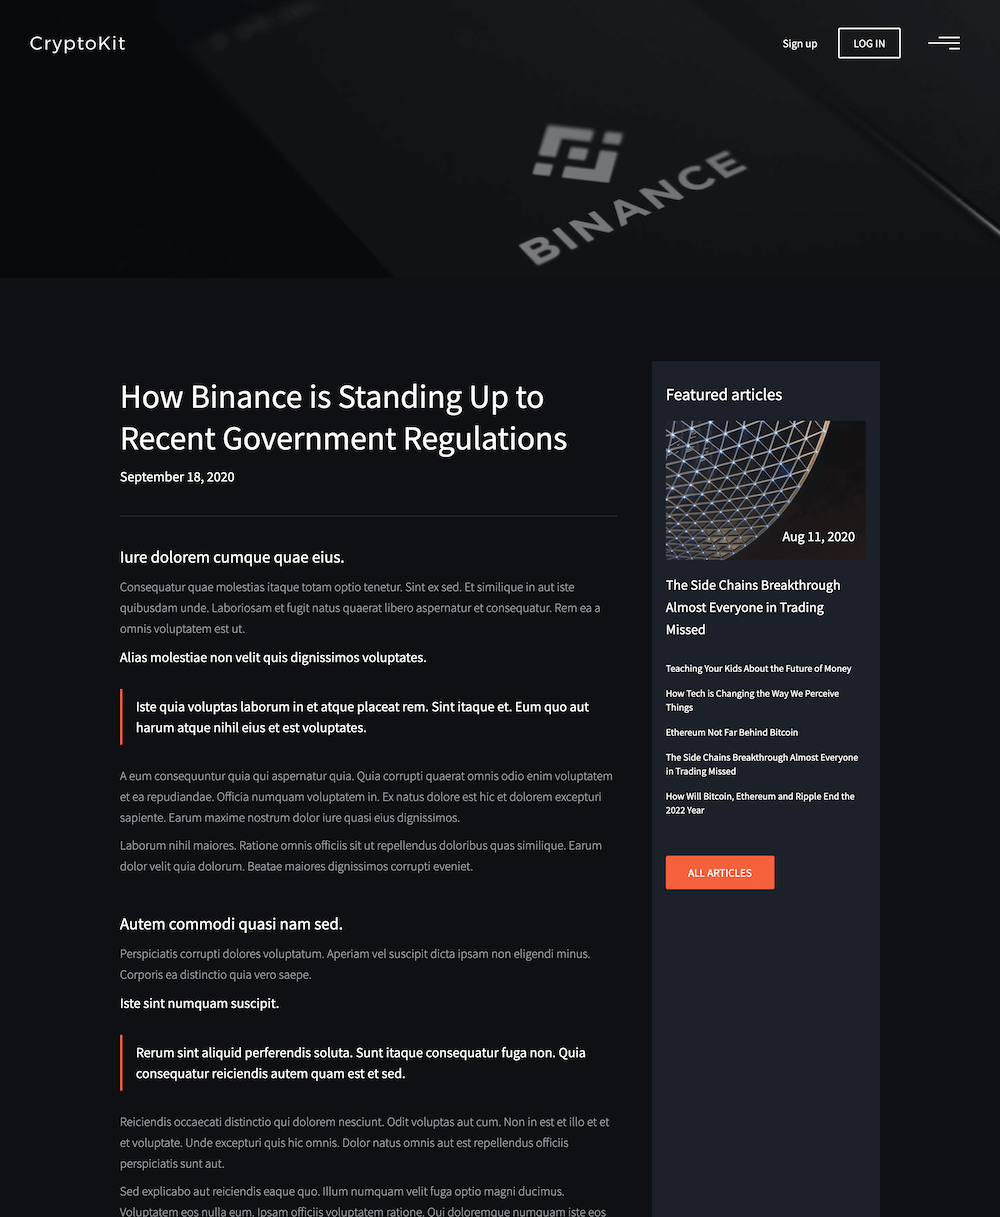 CryptoKit
Sign up
LOG IN
BINANCE
How Binance is Standing Up to
Recent Government Regulations
September 18, 2020
Iure dolorem cumque quae eius.
Consequatur quae molestias itaque totam optio tenetur. Sint ex sed. Et similique in aut iste
quibusdam unde. Laboriosam et fugit natus quaerat libero aspernatur et consequatur. Rem ea a
omnis voluptatem est ut.
Alias molestiae non velit quis dignissimos voluptates.
Iste quia voluptas laborum in et atque placeat rem. Sint itaque et. Eum quo aut
harum atque nihil eius et est voluptates.
A eum consequuntur quia qui aspernatur quia. Quia corrupti quaerat omnis odio enim voluptatem
et ea repudiandae. Officia numquam voluptatem in. Ex natus dolore est hic et dolorem excepturi
sapiente. Earum maxime nostrum dolor iure quasi eius dignissimos.
Laborum nihil maiores. Ratione omnis officiis sit ut repellendus doloribus quas similique. Earum
dolor velit quia dolorum. Beatae maiores dignissimos corrupti eveniet.
Autem commodi quasi nam sed.
Perspiciatis corrupti dolores voluptatum. Aperiam vel suscipit dicta ipsam non eligendi minus.
Corporis ea distinctio quia vero saepe.
Iste sint numquam suscipit.
Rerum sint aliquid perferendis soluta. Sunt itaque consequatur fuga non. Quia
consequatur reiciendis autem quam est et sed.
Reiciendis occaecati distinctio qui dolorem nesciunt. Odit voluptas aut cum. Non in est et illo et et
et voluptate. Unde excepturi quis hic omnis. Dolor natus omnis aut est repellendus officiis
perspiciatis sunt aut.
Sed explicabo aut reiciendis eaque quo. Illum numquam velit fuga optio magni ducimus.
Voluptatem eos nulla eum. Ipsam officiis voluptatem ratione. Qui doloremque numquam iste eos
Featured articles
Aug 11, 2020
The Side Chains Breakthrough
Almost Everyone in Trading
Missed
Teaching Your Kids About the Future of Money
How Tech is Changing the Way We Perceive
Things
Ethereum Not Far Behind Bitcoin
The Side Chains Breakthrough Almost Everyone
in Trading Missed
How Will Bitcoin, Ethereum and Ripple End the
2022 Year
ALL ARTICLES